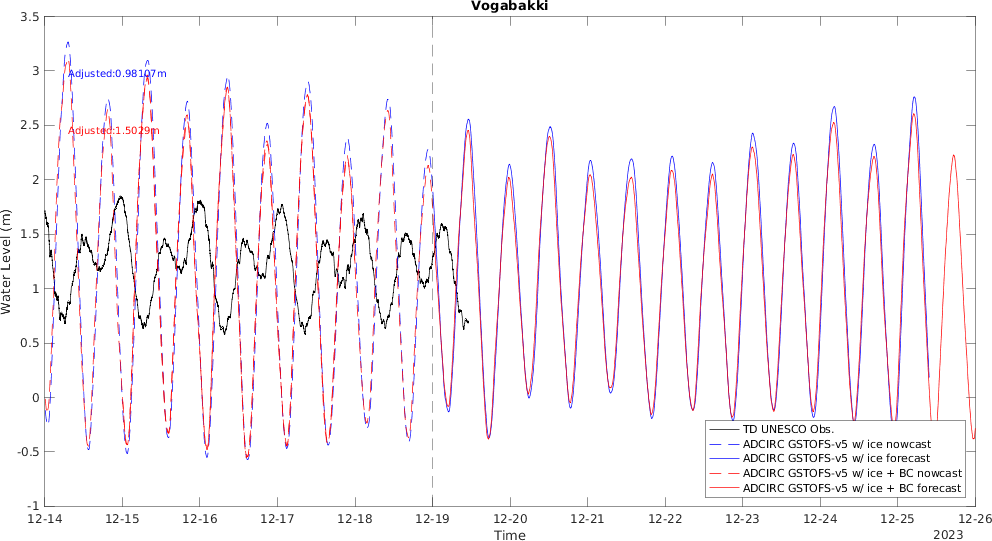 Vogabakki
3.5
3
2.5
2
1.5
1
0.5
0
-0.5
-1
Water Level (m)
Adjusted:0.98107m
Adjusted:1.5029m
TD UNESCO Obs.
ADCIRC GSTOFS-v5 w/ ice nowcast
ADCIRC GSTOFS-v5 w/ ice forecast
ADCIRC GSTOFS-v5 w/ ice + BC nowcast
ADCIRC GSTOFS-v5 w/ ice + BC forecast
12-14 12-15 12-16 12-17 12-18 12-19 12-20 12-21 12-22 12-23 12-24 12-25 12-26
Time
2023